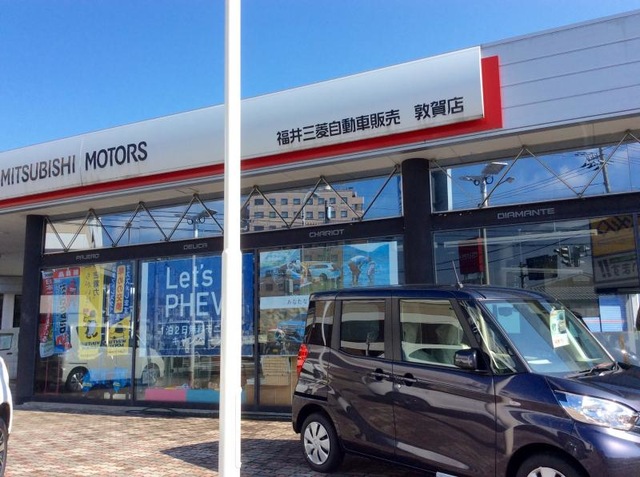 MITSUBISHI MOTORS
福井三菱自動車販売 敦賀店
PAJERO
DELICA
CHARIOT
DIAMANTE
Let's
PHEV